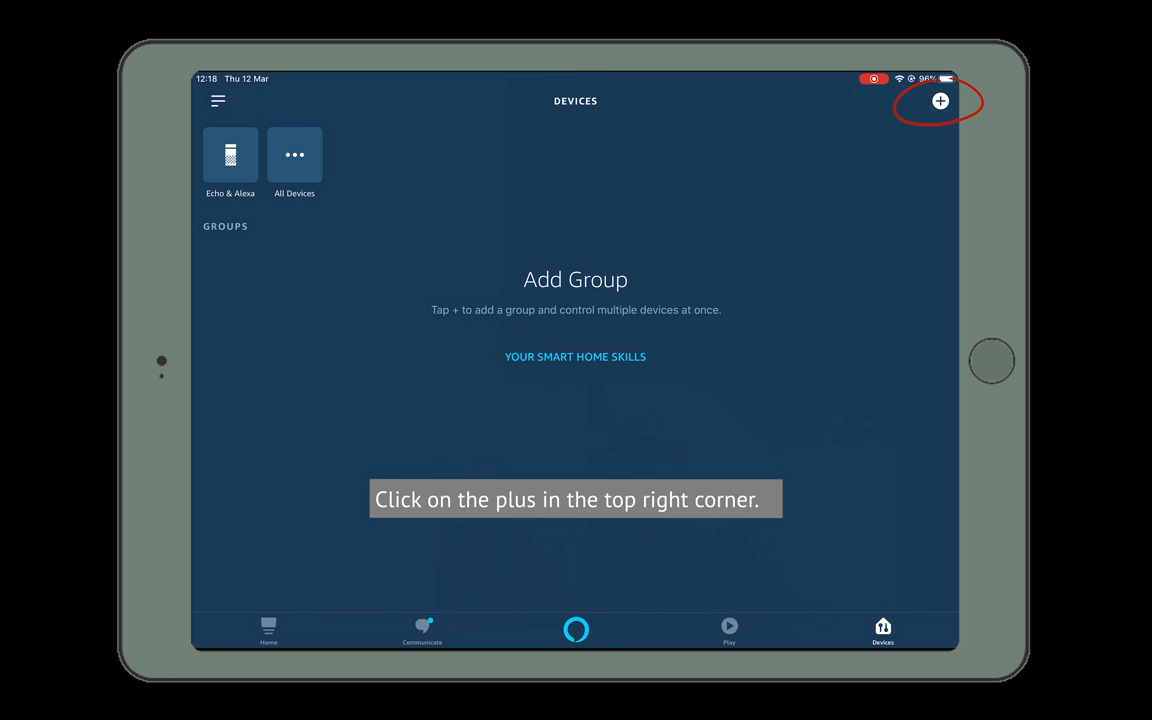 12:18 Thu 12 Mar
96%
DEVICES
Echo & Alexa
All Devices
GROUPS
Add Group
Tap + to add a group and control multiple devices at once.
YOUR SMART HOME SKILLS
Click on the plus in the top right corner.
Home
Communicate
Play
Devices